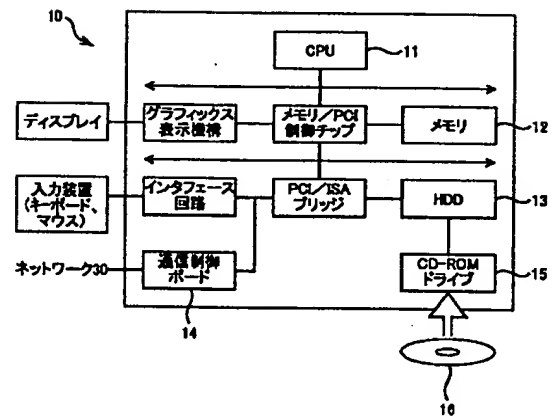 10
CPU
11
ディスプレイ
グラフィックス
表示機構
メモリ/PCI
制御チップ
メモリ
12
入力装置
(キーボード、
マウス)
インタフェース
回路
PCI/ISA
ブリッジ
HDD
13
ネットワーク30
通信制御
ボード
14
CD-ROM
ドライブ
15
16